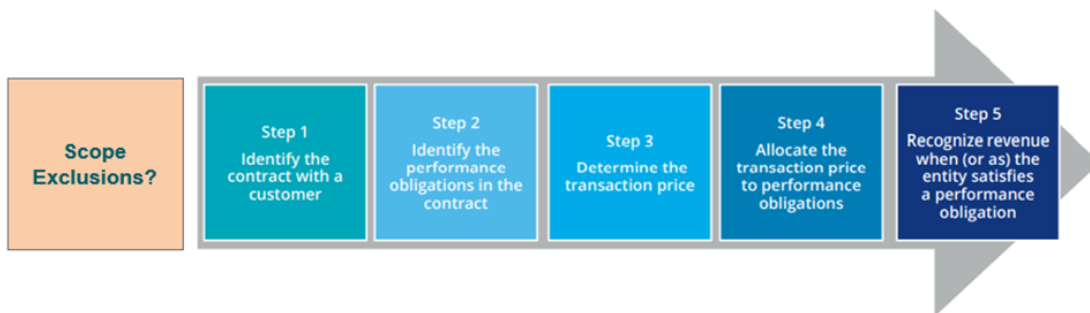 Scope
Exclusions?
Step 1
Identify the
contract with a
customer
Step 2
Identify the
performance
obligations in the
contract
Step 3
Determine the
transaction price
Step 4
Allocate the
transaction price
to performance
obligations
Step 5
Recognize revenue
when (or as) the
entity satisfies
a performance
obligation